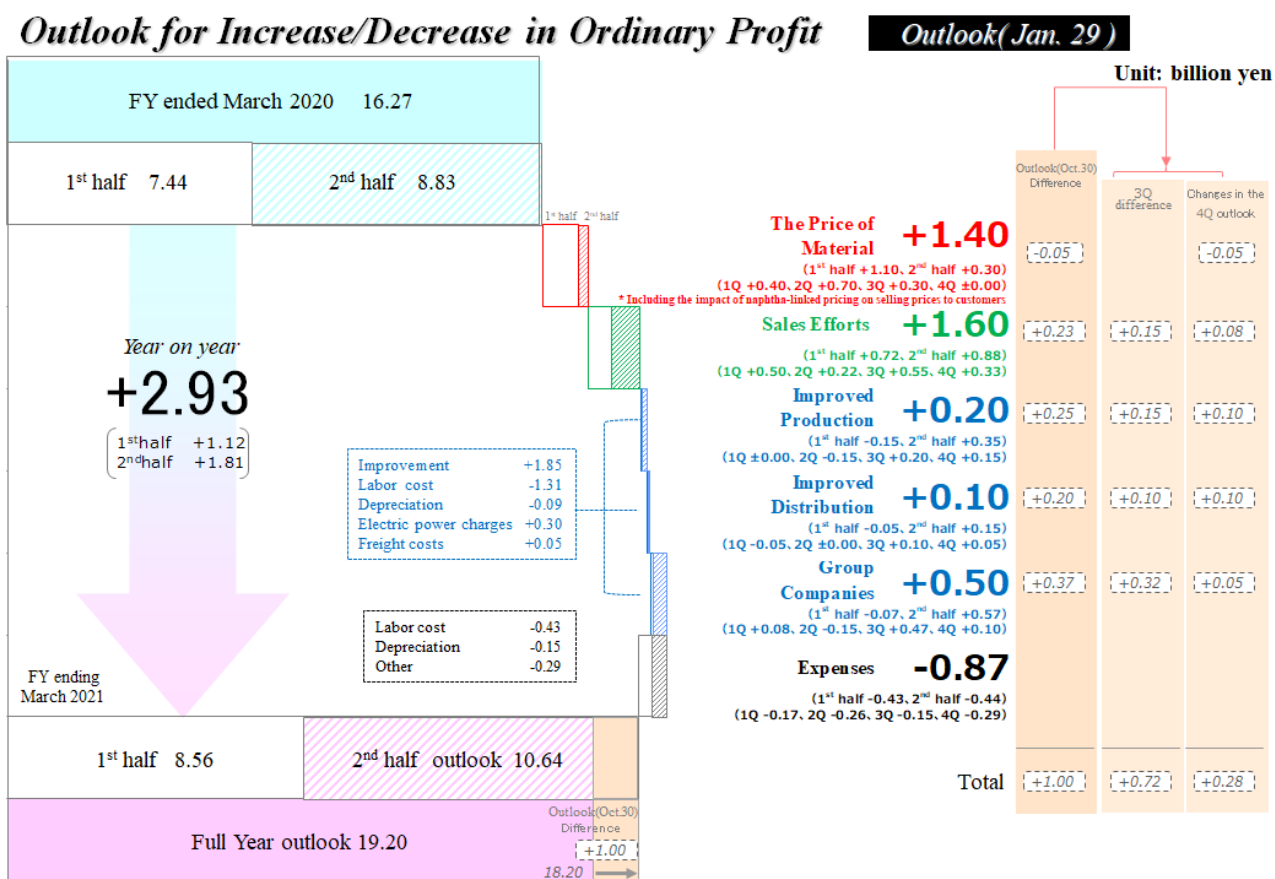 Outlook for Increase/Decrease in Ordinary Profit
Outlook( Jan. 29 )
Unit: billion yen
FY ended March 2020 16.27
1st half 7.44
2nd half 8.83
1st half 2nd half
Year on year
+2.93
1sthalf +1.12
2ndhalf +1.81
Improvement +1.85
Labor cost -1.31
Depreciation -0.09
Electric power charges +0.30
Freight costs +0.05
Labor cost -0.43
Depreciation -0.15
Other -0.29
FY ending
March 2021
1st half 8.56
2nd half outlook 10.64
Full Year outlook 19.20
Outlook(Oct.30)
Difference
+1.00
18.20
The Price of
Material
+1.40
(1st half +1.10、2nd half +0.30)
(1Q +0.40、2Q +0.70、3Q +0.30、4Q ±0.00)
* Including the impact of naphtha-linked pricing on selling prices to customers
Sales Efforts +1.60
(1st half +0.72、2nd half +0.88)
(1Q +0.50、2Q +0.22、3Q +0.55、4Q +0.33)
Improved
Production
+0.20
(1st half -0.15、2nd half +0.35)
(1Q ±0.00、2Q -0.15、3Q +0.20、4Q +0.15)
Improved
Distribution
+0.10
(1st half -0.05、2nd half +0.15)
(1Q -0.05、2Q ±0.00、3Q +0.10、4Q +0.05)
Group
Companies
+0.50
(1st half -0.07、2nd half +0.57)
(1Q +0.08、2Q -0.15、3Q +0.47、4Q +0.10)
Expenses -0.87
(1st half -0.43、2nd half -0.44)
(1Q -0.17、2Q -0.26、3Q -0.15、4Q -0.29)
Outlook(Oct.30)
Difference
3Q
difference
Changes in the
4Q outlook
-0.05 -0.05
+0.23 +0.15 +0.08
+0.25 +0.15 +0.10
+0.20 +0.10 +0.10
+0.37 +0.32 +0.05
Total +1.00 +0.72 +0.28